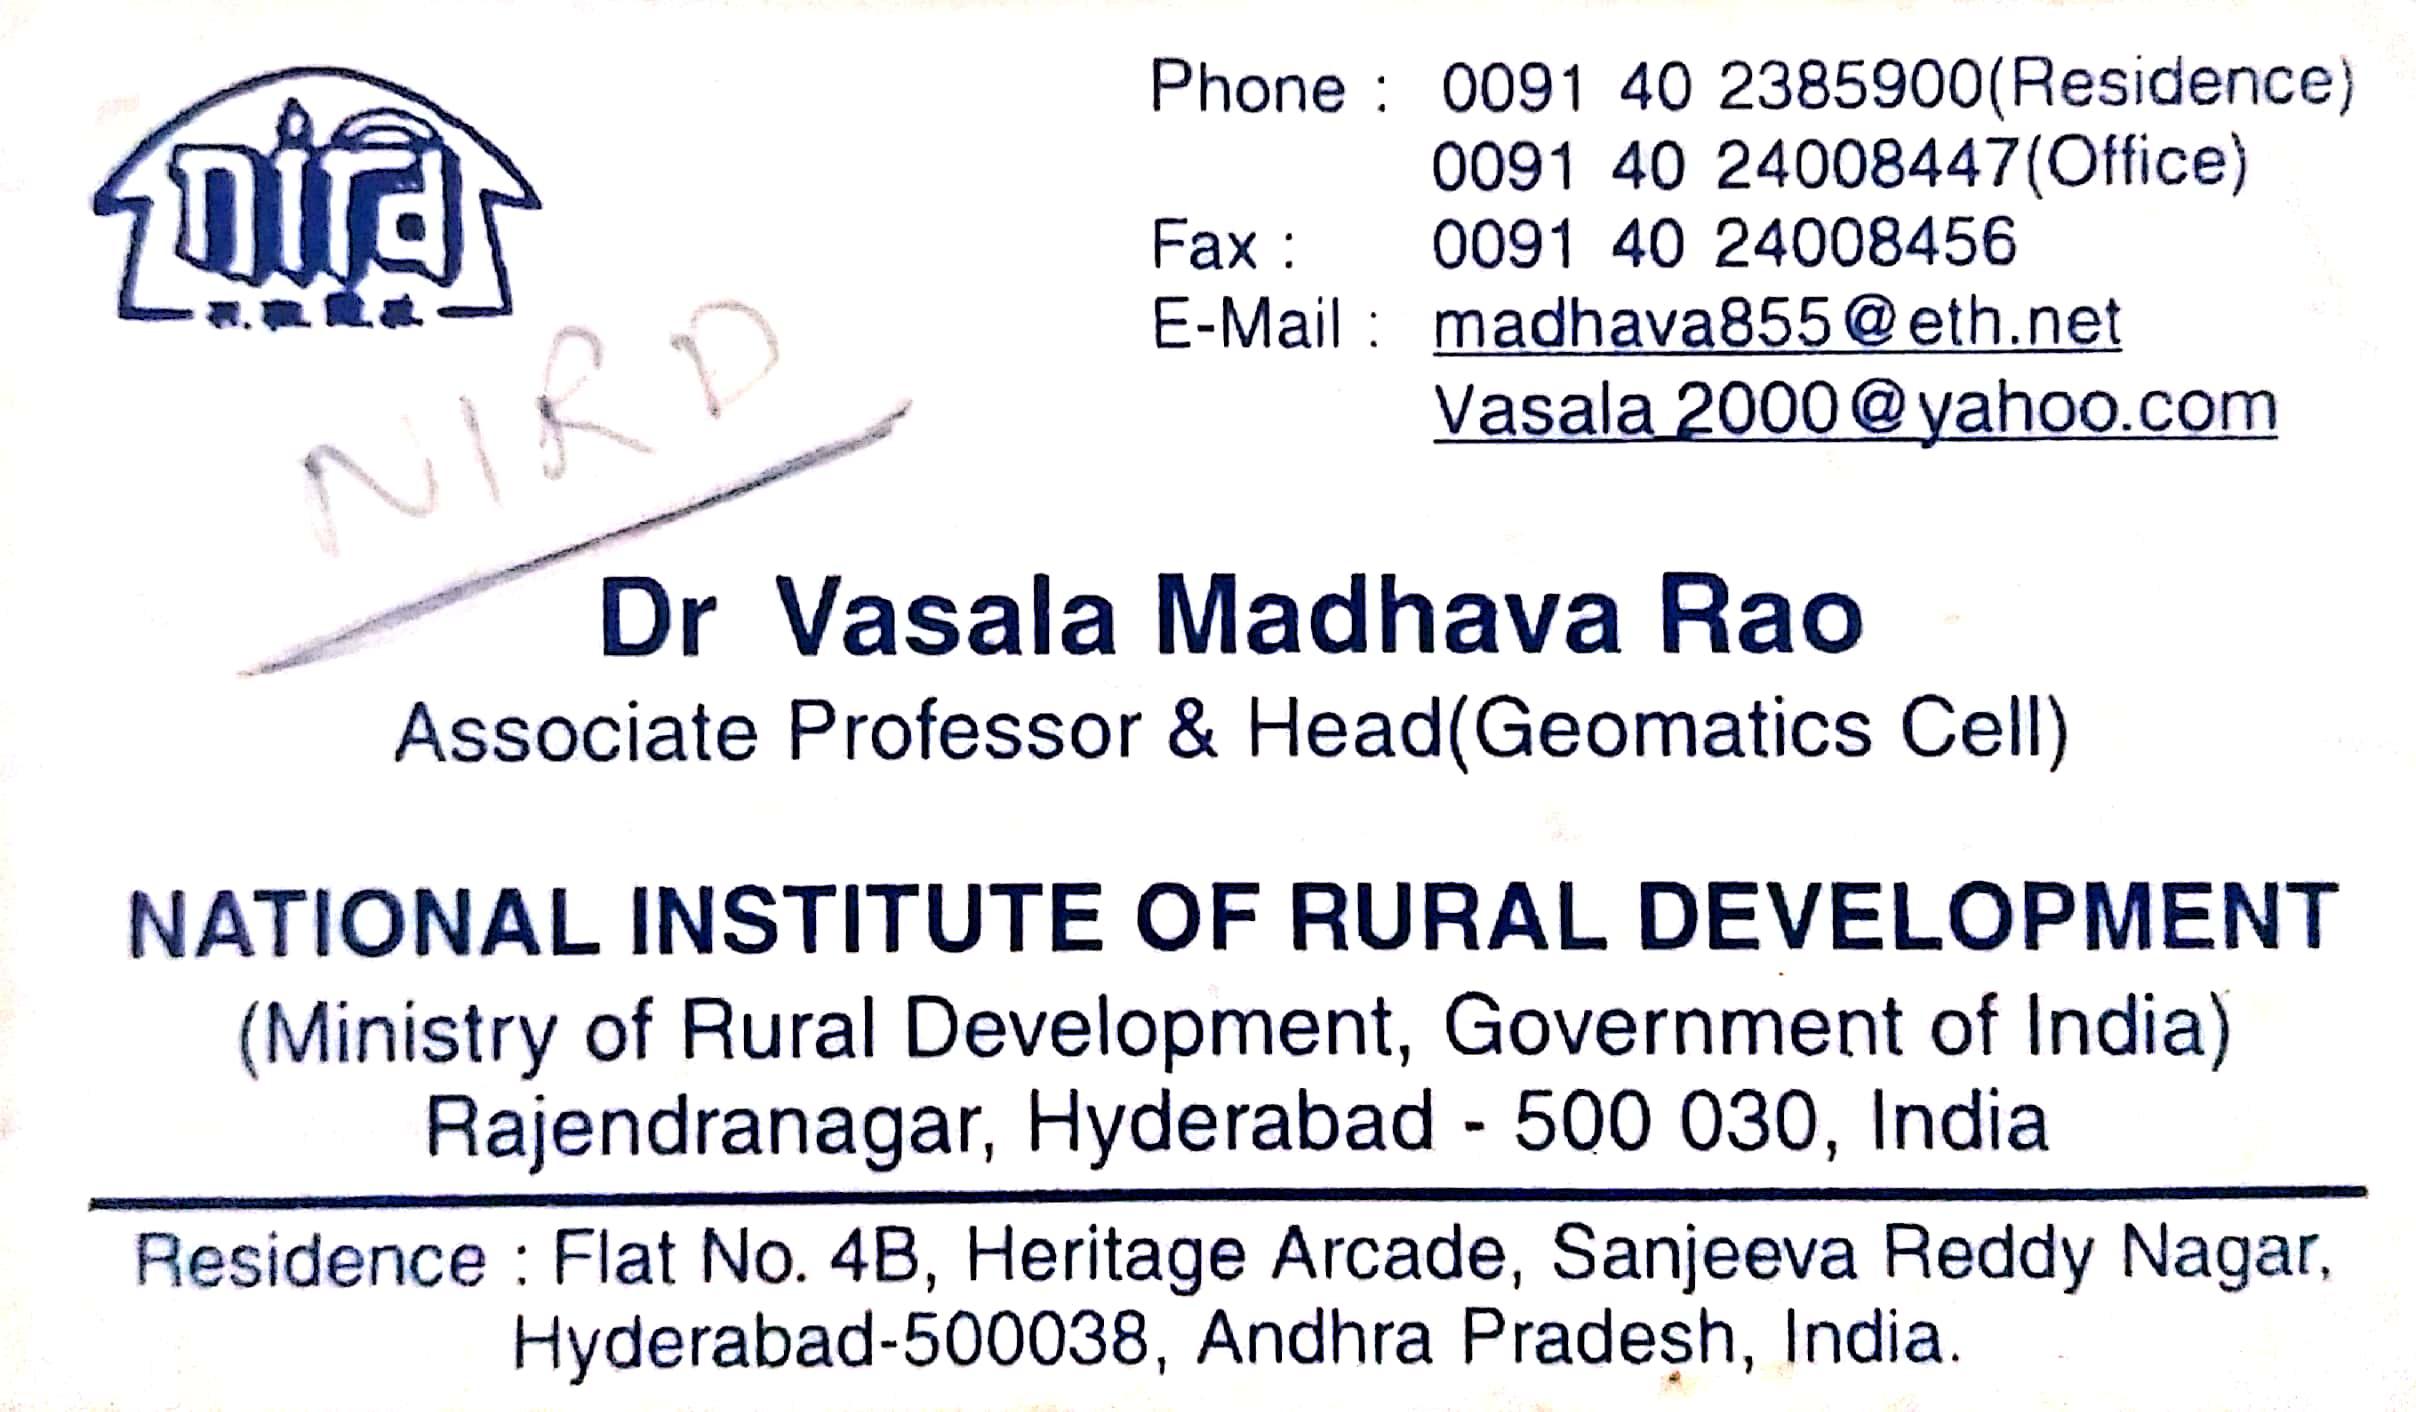 nird
Phone : 0091 40 2385900(Residence)
0091 40 24008447(Office)
Fax : 0091 40 24008456
E-Mail : madhava855@eth.net
Vasala_2000@yahoo.com
NIRD
Dr Vasala Madhava Rao
Associate Professor & Head(Geomatics Cell)
NATIONAL INSTITUTE OF RURAL DEVELOPMENT
(Ministry of Rural Development, Government of India)
Rajendranagar, Hyderabad - 500 030, India
Residence : Flat No. 4B, Heritage Arcade, Sanjeeva Reddy Nagar,
Hyderabad-500038, Andhra Pradesh, India.